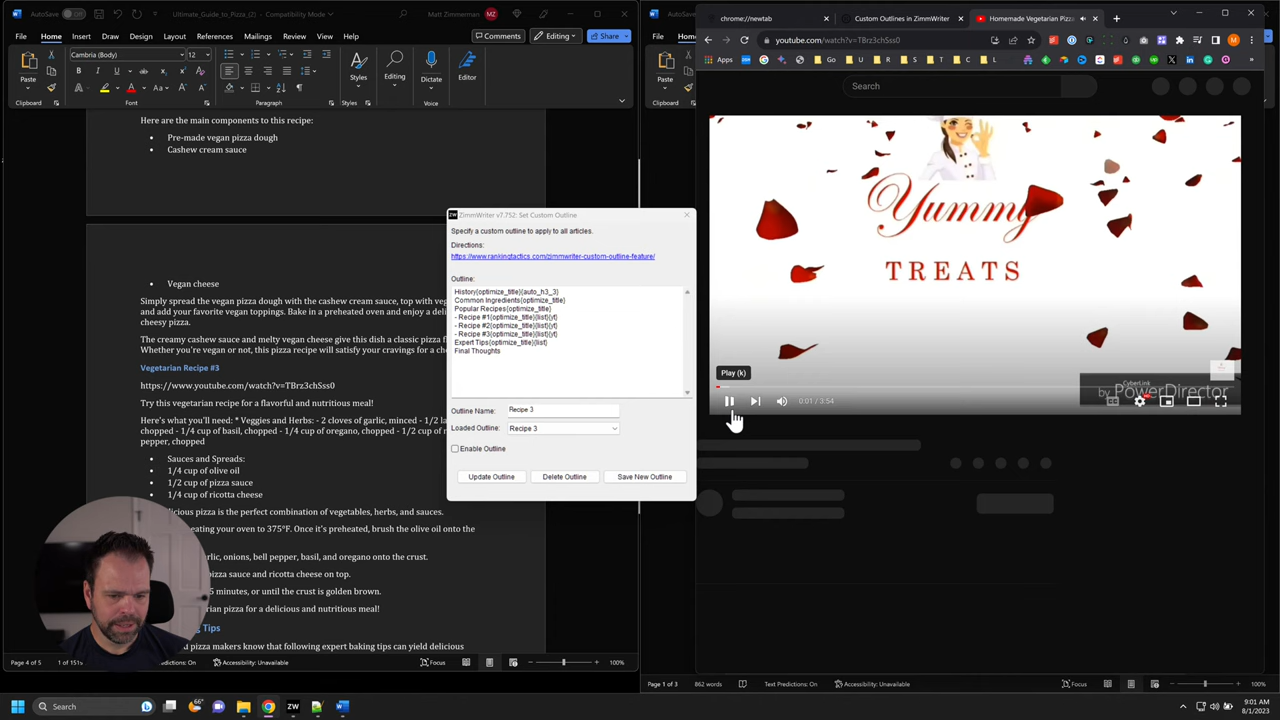 AutoSave Off
Ultimate_Guide_to_Pizza_(2) - Compatibility Mode
Matt Zimmerman MZ
File Home Insert Draw Design Layout References Mailings Review View Help
Comments Editing Share
Cambria (Body) 12
Paste
Styles
Editing
Dictate
Editor
Clipboard Font Paragraph Styles Voice
Here are the main components to this recipe:
• Pre-made vegan pizza dough
• Cashew cream sauce
• Vegan cheese
Simply spread the vegan pizza dough with the cashew cream sauce, top with veg
and add your favorite vegan toppings. Bake in a preheated oven and enjoy a del
cheesy pizza.
The creamy cashew sauce and melty vegan cheese give this dish a classic pizza f
Whether you're vegan or not, this pizza recipe will satisfy your cravings for a ch
Vegetarian Recipe #3
https://www.youtube.com/watch?v=TBrz3chSss0
Try this vegetarian recipe for a flavorful and nutritious meal!
Here's what you'll need: * Veggies and Herbs: - 2 cloves of garlic, minced - 1/2 la
chopped - 1/4 cup of basil, chopped - 1/4 cup of oregano, chopped - 1/2 cup of m
pepper, chopped
• Sauces and Spreads:
• 1/4 cup of olive oil
• 1/2 cup of pizza sauce
• 1/4 cup of ricotta cheese
licious pizza is the perfect combination of vegetables, herbs, and sauces.
eating your oven to 375°F. Once it's preheated, brush the olive oil onto the
rlic, onions, bell pepper, basil, and oregano onto the crust.
pizza sauce and ricotta cheese on top.
5 minutes, or until the crust is golden brown.
arian pizza for a delicious and nutritious meal!
ing Tips
d pizza makers know that following expert baking tips can yield delicious
Page 4 of 5 1 of 151
Accessibility: Unavailable
Focus
100%
ZW ZimmWriter v7.752: Set Custom Outline
Specify a custom outline to apply to all articles.
Directions:
https://www.rankingtactics.com/zimmwriter-custom-outline-feature/
Outline:
History{optimize_title}{auto_h3_3}
Common Ingredients{optimize_title}
Popular Recipes{optimize_title}
- Recipe #1{optimize_title}{list}{yt}
- Recipe #2{optimize_title}{list}{yt}
- Recipe #3{optimize_title}{list}{yt}
Expert Tips{optimize_title}{list}
Final Thoughts
Outline Name: Recipe 3
Loaded Outline: Recipe 3
Enable Outline
Update Outline Delete Outline Save New Outline
File
Paste
Clipboard
chrome://newtab
Custom Outlines in ZimmWriter
Homemade Vegetarian Pizza
youtube.com/watch?v=TBrz3chSss0
Apps Go U R S T C L
Search
Yummy
TREATS
Play (k)
0:01 / 3:54
CyberLink
PowerDirector
Page 1 of 3 862 words Text Predictions: On Accessibility: Unavailable Focus 100%
Search
66°
ZW
9:01 AM
8/1/2023